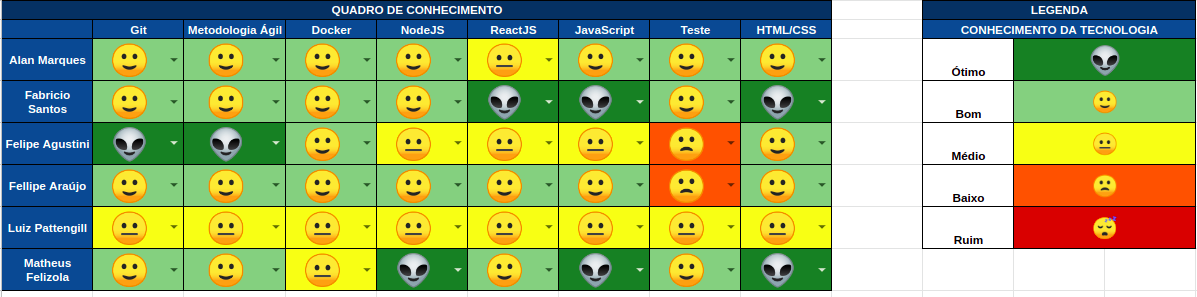 QUADRO DE CONHECIMENTO
LEGENDA
Git Metodologia Ágil Docker NodeJS ReactJS JavaScript Teste HTML/CSS
CONHECIMENTO DA TECNOLOGIA
Alan Marques
Ótimo
Fabricio
Santos
Bom
Felipe Agustini
Médio
Fellipe Araújo
Baixo
Luiz Pattengill
Ruim
Matheus
Felizola